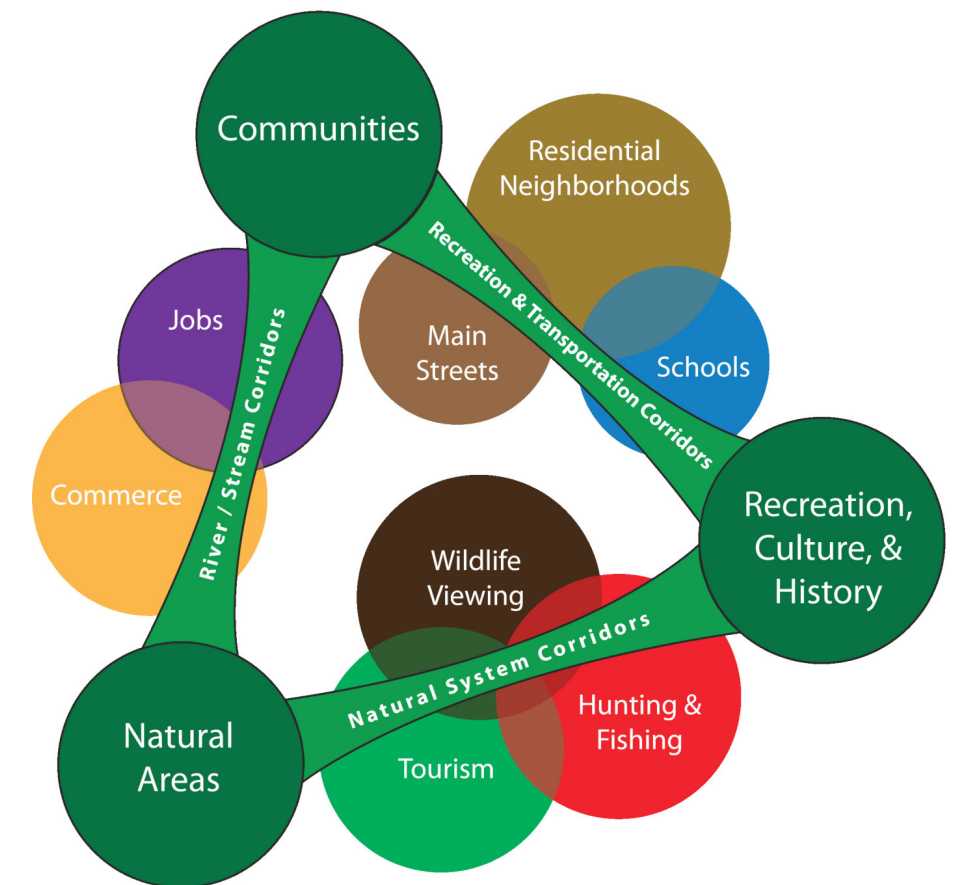 Communities
Residential
Neighborhoods
Recreation & Transportation Corridors
Jobs
River / Stream Corridors
Main
Streets
Schools
Commerce
Recreation,
Culture, &
History
Wildlife
Viewing
Natural System Corridors
Hunting &
Fishing
Natural
Areas
Tourism